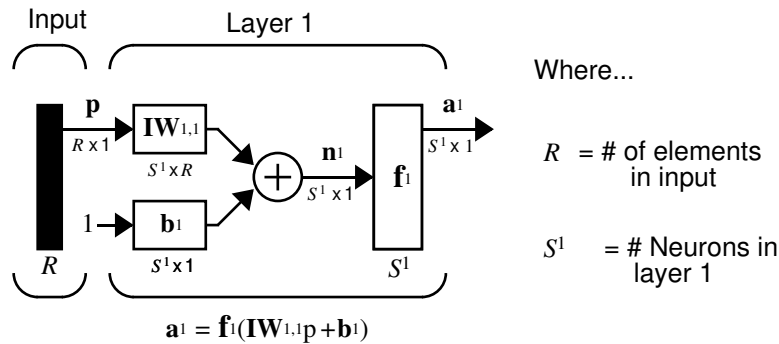 Input
Layer 1
Where...
p
R x 1
IW1,1
S1 x R
1
b1
S1 x 1
n1
S1 x 1
f1
a1
S1 x 1
R
S1
R = # of elements
in input
S1 = # Neurons in
layer 1
a1 = f1(IW1,1p+b1)